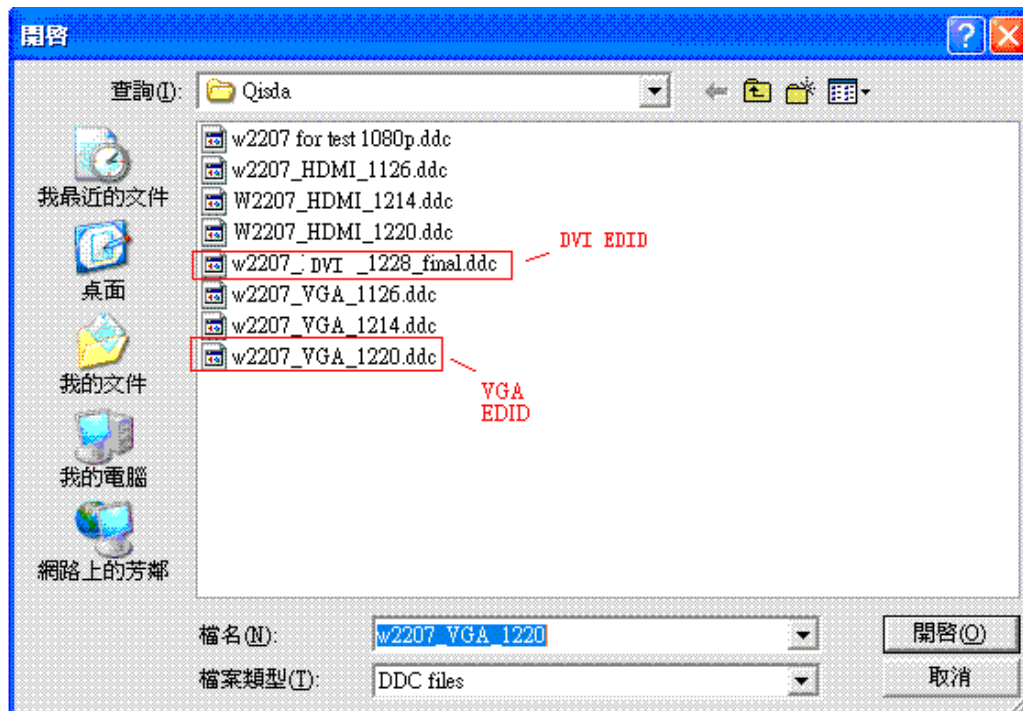 開啓
查詢(I):
Qisda
w2207 for test 1080p.ddc
w2207_HDMI_1126.ddc
W2207_HDMI_1214.ddc
W2207_HDMI_1220.ddc
DVI EDID
w2207_ DVI _1228_final.ddc
w2207_VGA_1126.ddc
w2207_VGA_1214.ddc
w2207_VGA_1220.ddc
VGA
EDID
我最近的文件
桌面
我的文件
我的電腦
網路上的芳鄰
檔名(N):
w2207_VGA_1220
開啓(O)
檔案類型(T):
DDC files
取消